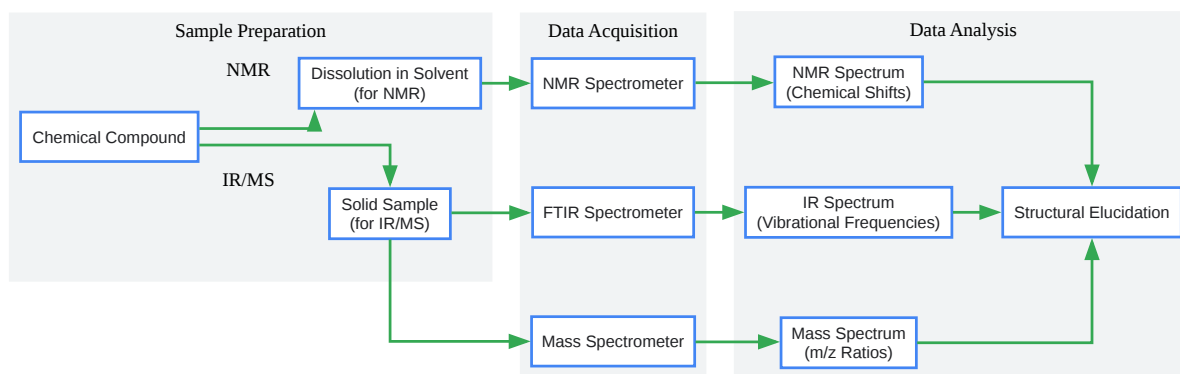 Sample Preparation
Data Acquisition
Data Analysis
NMR
Dissolution in Solvent
(for NMR)
NMR Spectrometer
NMR Spectrum
(Chemical Shifts)
Chemical Compound
IR/MS
Solid Sample
(for IR/MS)
FTIR Spectrometer
IR Spectrum
(Vibrational Frequencies)
Structural Elucidation
Mass Spectrometer
Mass Spectrum
(m/z Ratios)